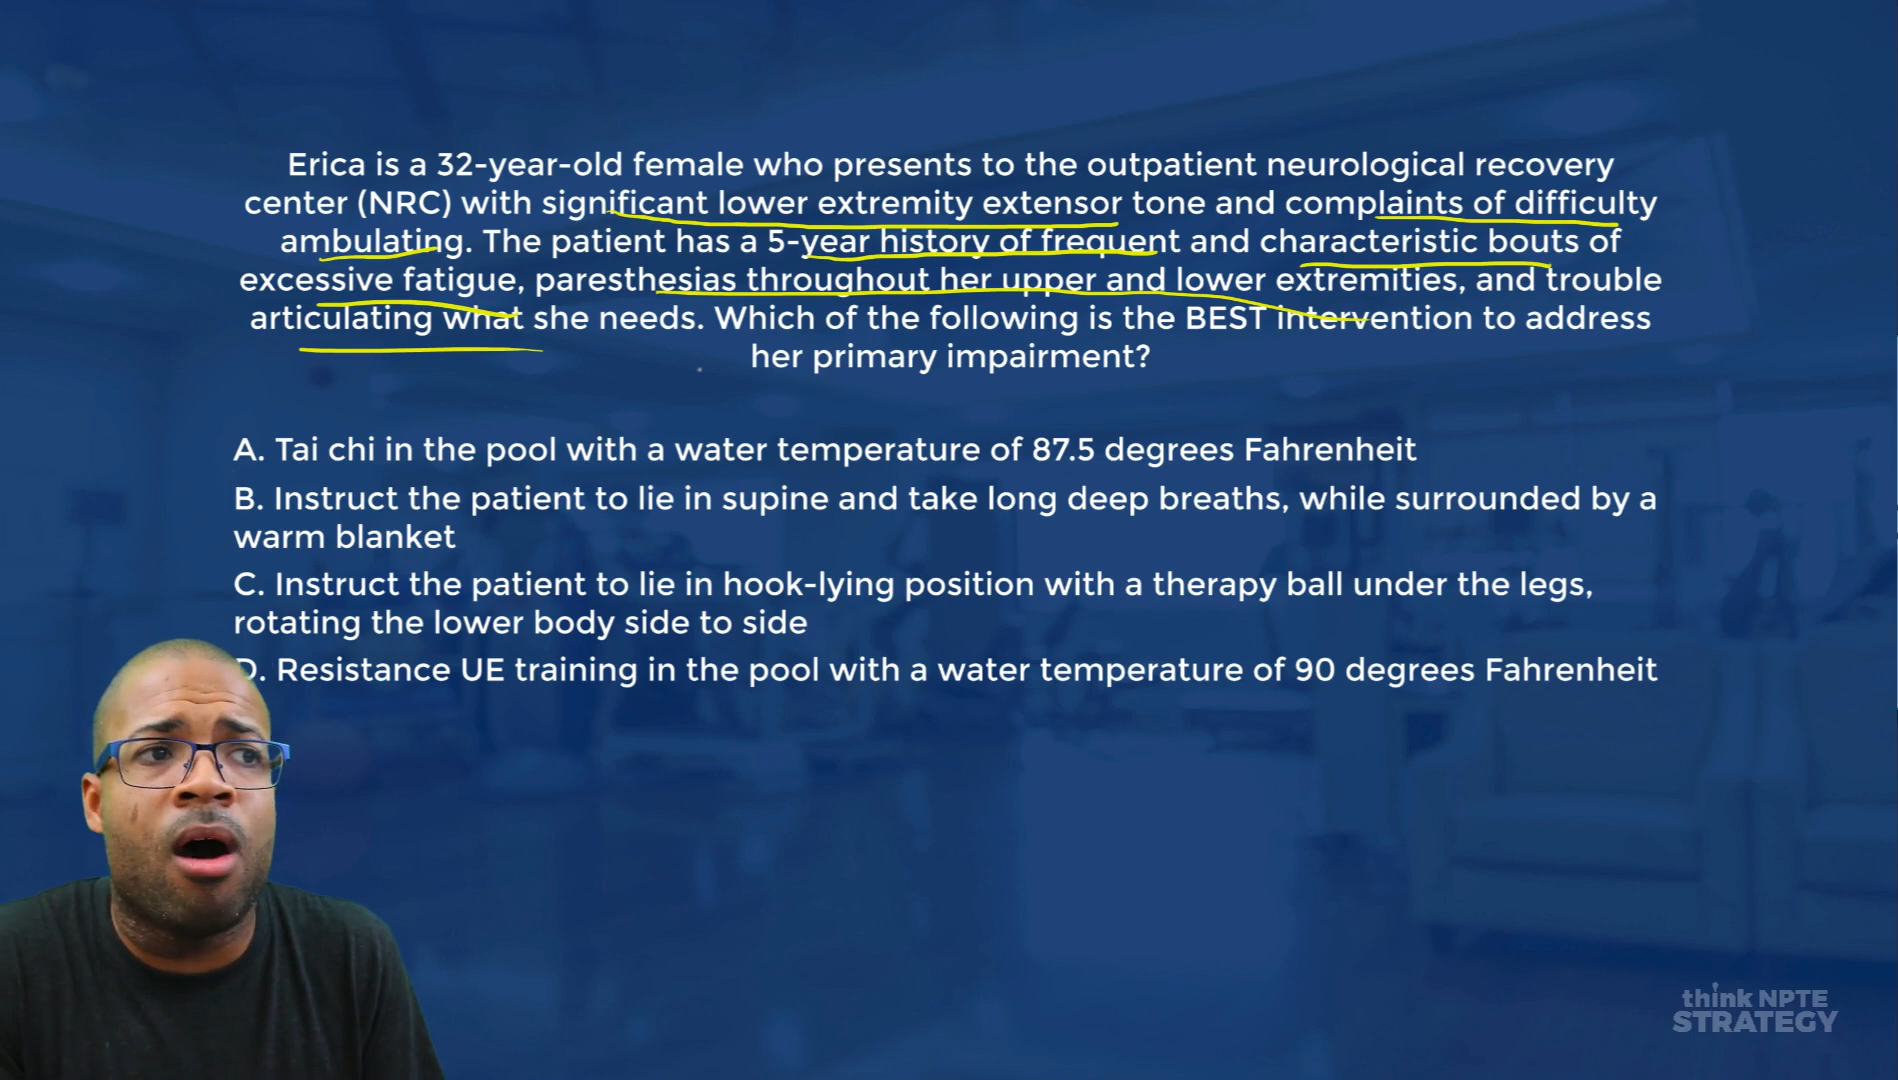 Erica is a 32-year-old female who presents to the outpatient neurological recovery
center (NRC) with significant lower extremity extensor tone and complaints of difficulty
ambulating. The patient has a 5-year history of frequent and characteristic bouts of
excessive fatigue, paresthesias throughout her upper and lower extremities, and trouble
articulating what she needs. Which of the following is the BEST intervention to address
her primary impairment?
A. Tai chi in the pool with a water temperature of 87.5 degrees Fahrenheit
B. Instruct the patient to lie in supine and take long deep breaths, while surrounded by a
warm blanket
C. Instruct the patient to lie in hook-lying position with a therapy ball under the legs,
rotating the lower body side to side
D. Resistance UE training in the pool with a water temperature of 90 degrees Fahrenheit
think NPTE
STRATEGY